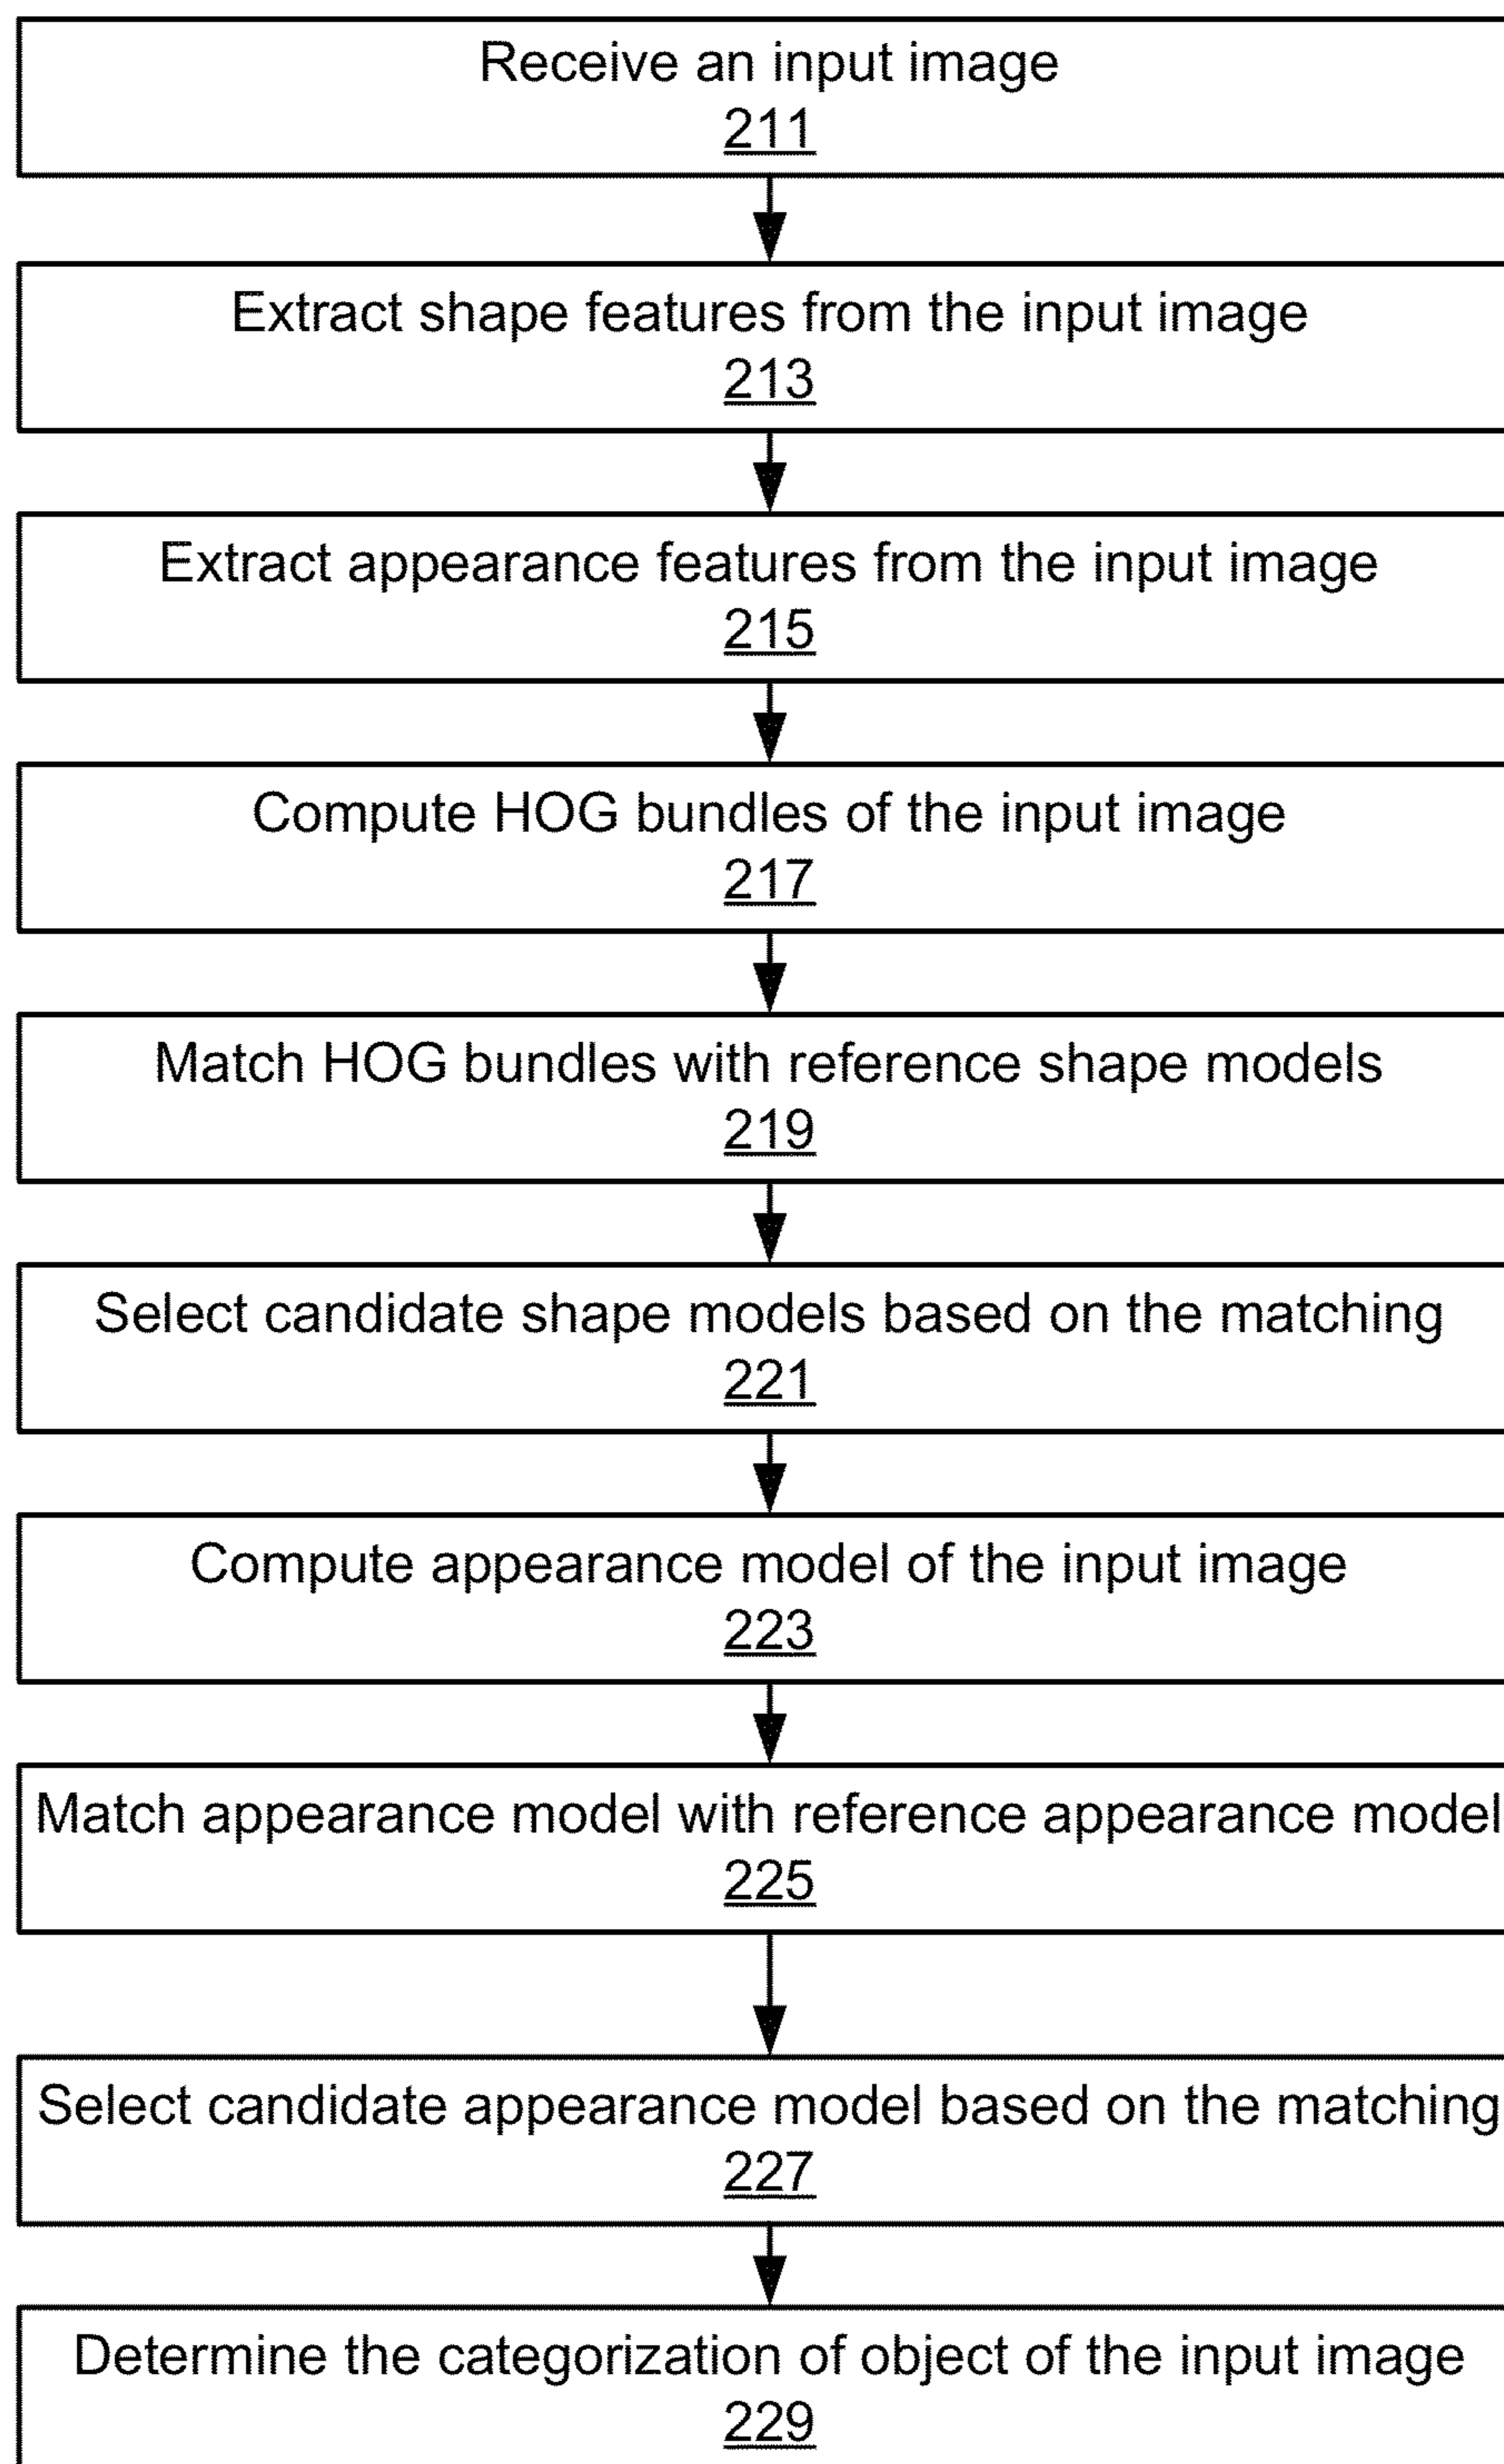 Receive an input image
211
Extract shape features from the input image
213
Extract appearance features from the input image
215
Compute HOG bundles of the input image
217
Match HOG bundles with reference shape models
219
Select candidate shape models based on the matching
221
Compute appearance model of the input image
223
Match appearance model with reference appearance model
225
Select candidate appearance model based on the matching
227
Determine the categorization of object of the input image
229